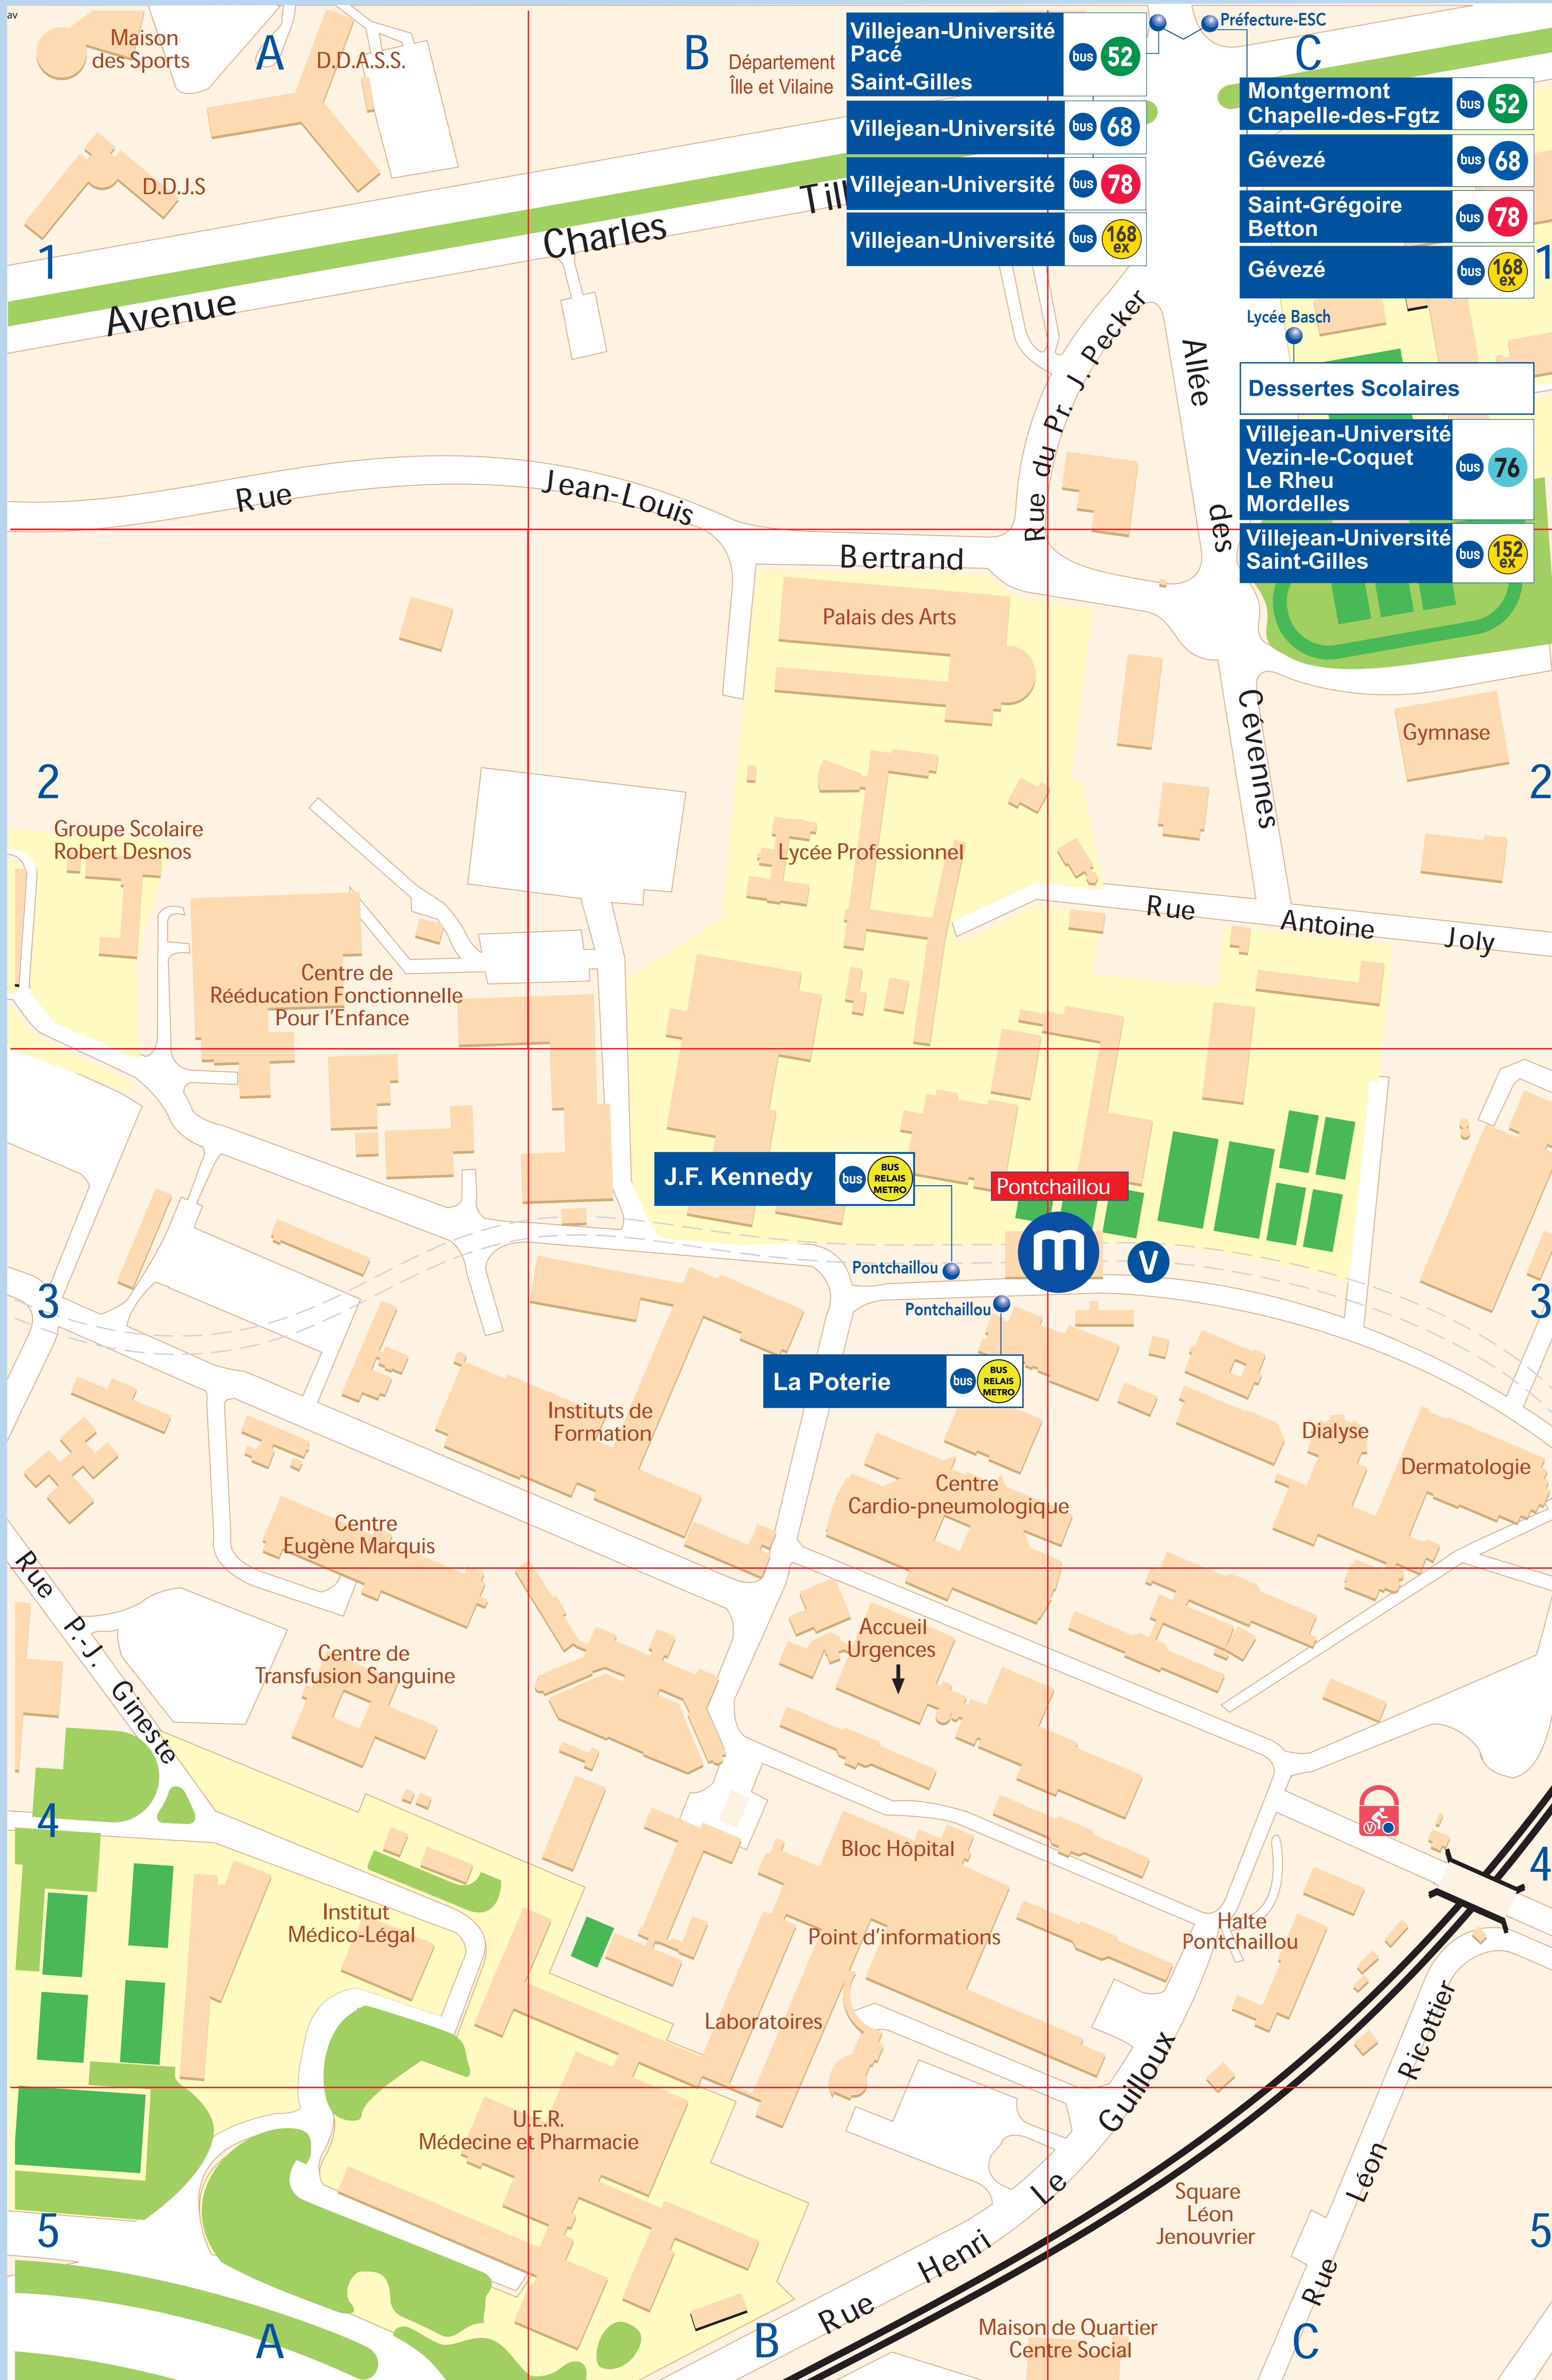 av
Maison
des Sports
A
D.D.A.S.S.
B
Département
Îlle et Vilaine
Villejean-Université
Pacé
Saint-Gilles
bus 52
Préfecture-ESC
C
Villejean-Université
bus 68
Villejean-Université
bus 78
Villejean-Université
bus 168
ex
Montgermont
Chapelle-des-Fgtz
bus 52
Gévezé
bus 68
Saint-Grégoire
Betton
bus 78
Gévezé
bus 168
ex
D.D.J.S
1
1
Avenue Charles Till
Lycée Basch
Dessertes Scolaires
Villejean-Université
Vezin-le-Coquet
Le Rheu
Mordelles
bus 76
Villejean-Université
Saint-Gilles
bus 152
ex
Rue du Pr. J. Pecker
Allée des Cévennes
Rue Jean-Louis Bertrand
Palais des Arts
Gymnase
2
2
Groupe Scolaire
Robert Desnos
Lycée Professionnel
Rue Antoine Joly
Centre de
Rééducation Fonctionnelle
Pour l'Enfance
J.F. Kennedy
bus
BUS
RELAIS
METRO
Pontchaillou
m
V
Pontchaillou
Pontchaillou
3
3
La Poterie
bus
BUS
RELAIS
METRO
Instituts de
Formation
Dialyse
Dermatologie
Centre
Cardio-pneumologique
Centre
Eugène Marquis
Rue P.-J. Gineste
Accueil
Urgences
Centre de
Transfusion Sanguine
4
4
V
Bloc Hôpital
Institut
Médico-Légal
Point d'informations
Halte
Pontchaillou
Laboratoires
Rue Léon Ricottier
Rue Henri Le Guilloux
U.E.R.
Médecine et Pharmacie
Square
Léon
Jenouvrier
5
5
Maison de Quartier
Centre Social
A
B
C